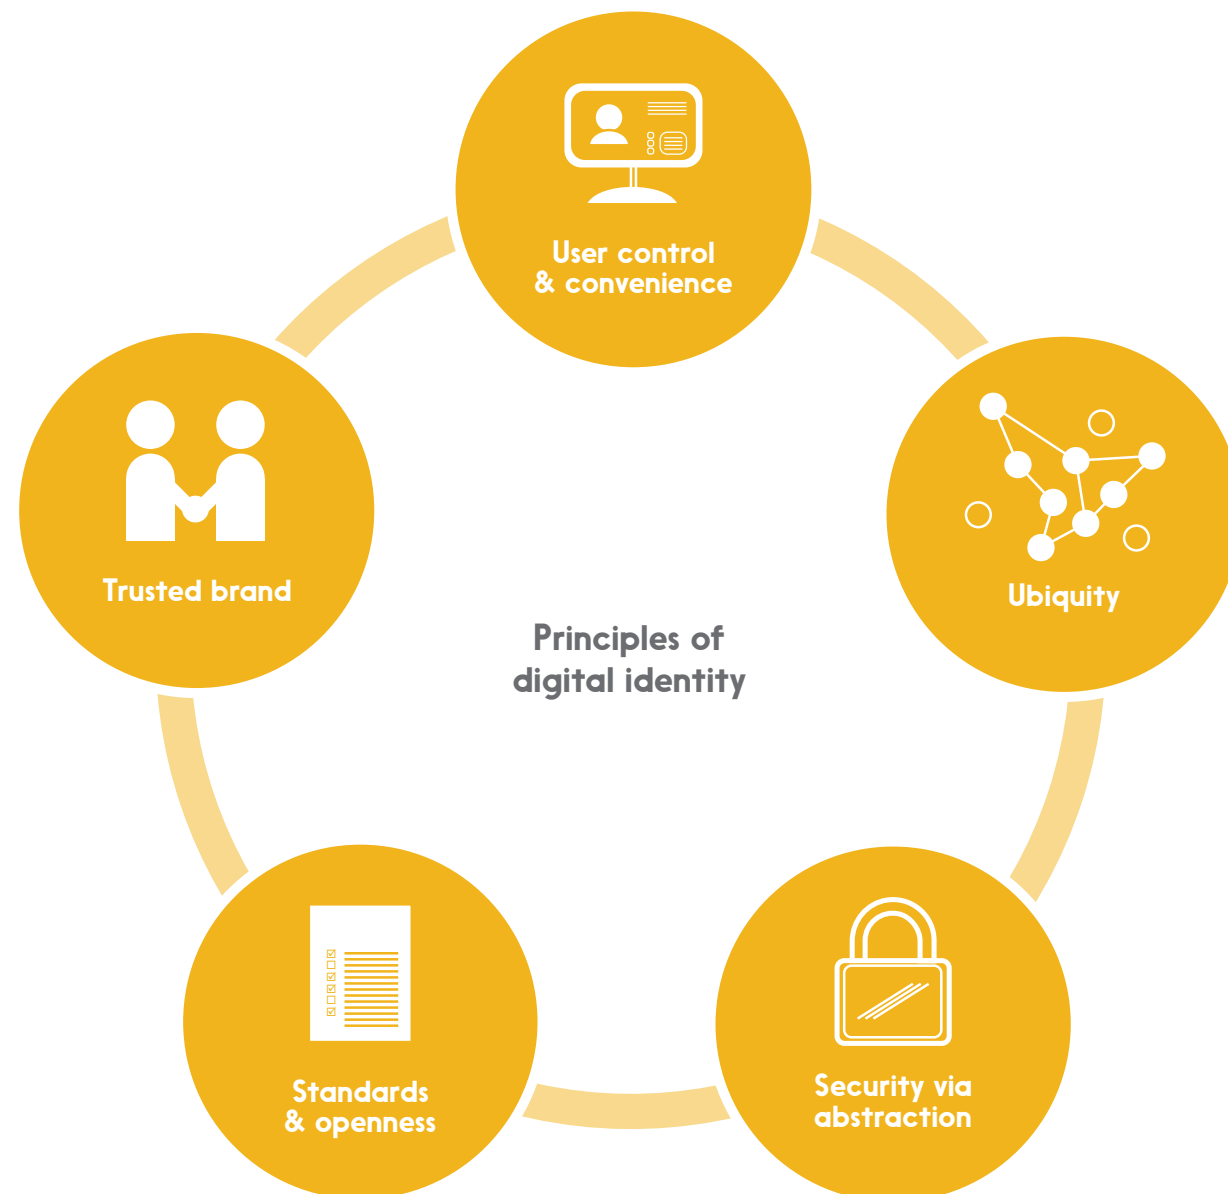 User control
& convenience
Trusted brand
Ubiquity
Principles of
digital identity
Standards
& openness
Security via
abstraction